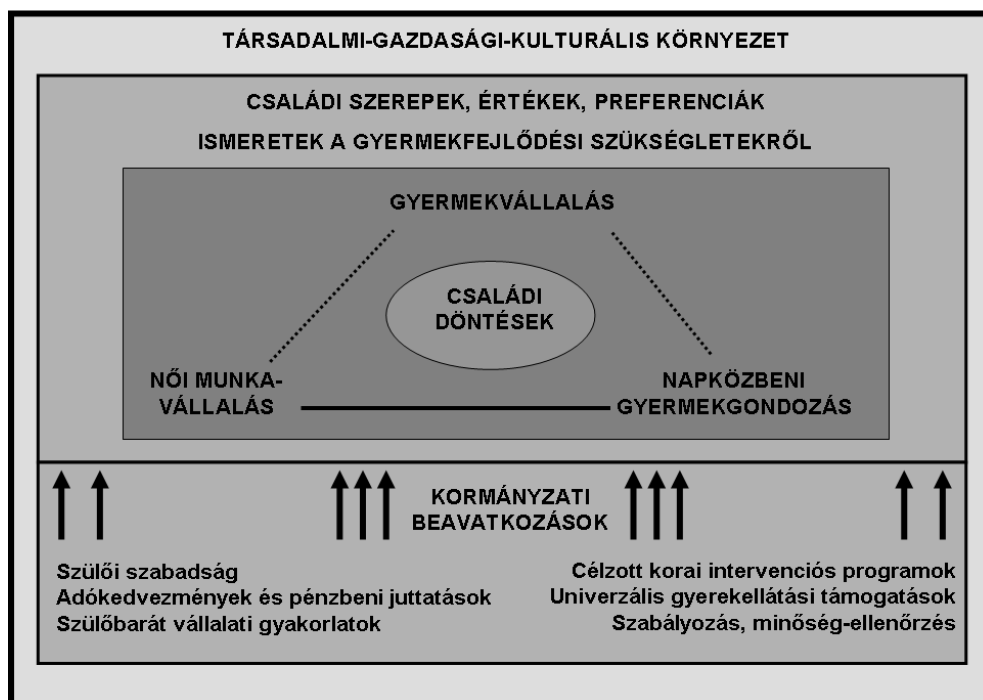 TÁRSADALMI-GAZDASÁGI-KULTURÁLIS KÖRNYEZET
CSALÁDI SZEREPEK, ÉRTÉKEK, PREFERENCIÁK
ISMERETEK A GYERMEKFEJLŐDÉSI SZÜKSÉGLETEKRŐL
GYERMEKVÁLLALÁS
CSALÁDI
DÖNTÉSEK
NŐI MUNKA-
VÁLLALÁS
NAPKÖZBENI
GYERMEKGONDOZÁS
KORMÁNYZATI
BEAVATKOZÁSOK
Szülői szabadság
Adókedvezmények és pénzbeni juttatások
Szülőbarát vállalati gyakorlatok
Célzott korai intervenciós programok
Univerzális gyerekellátási támogatások
Szabályozás, minőség-ellenőrzés